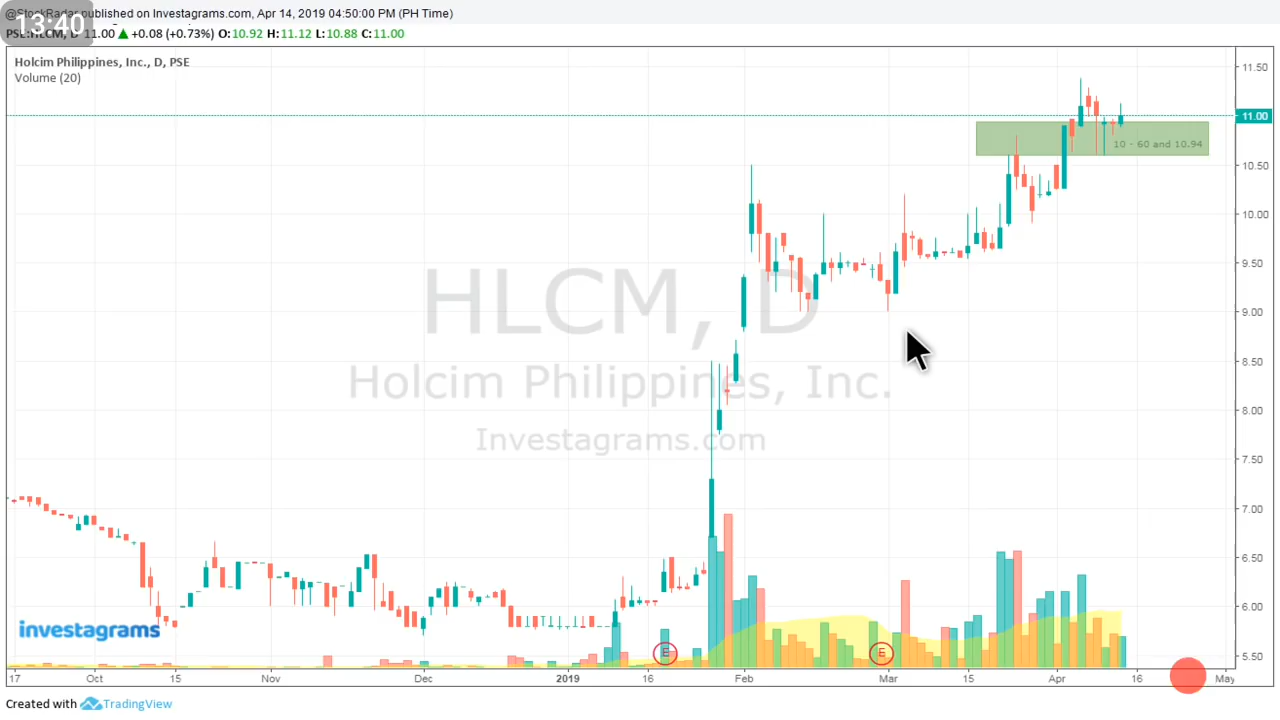 @StockRadar published on Investagrams.com, Apr 14, 2019 04:50:00 PM (PH Time)
13:40
PSE:HLCM, D 11.00 ▲ +0.08 (+0.73%) O:10.92 H:11.12 L:10.88 C:11.00
Holcim Philippines, Inc., D, PSE
Volume (20)
11.50
11.00
10 - 60 and 10.94
10.50
10.00
9.50
9.00
8.50
8.00
7.50
7.00
6.50
6.00
5.50
HLCM, D
Holcim Philippines, Inc.
Investagrams.com
investagrams
E
E
17 Oct 15 Nov Dec 2019 16 Feb Mar 15 Apr 16 May
Created with TradingView